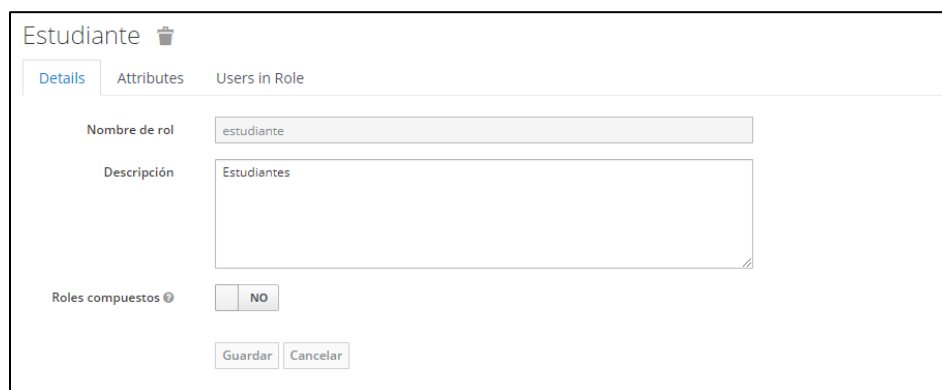 Estudiante
Details Attributes Users in Role
Nombre de rol estudiante
Descripción Estudiantes
Roles compuestos NO
Guardar Cancelar